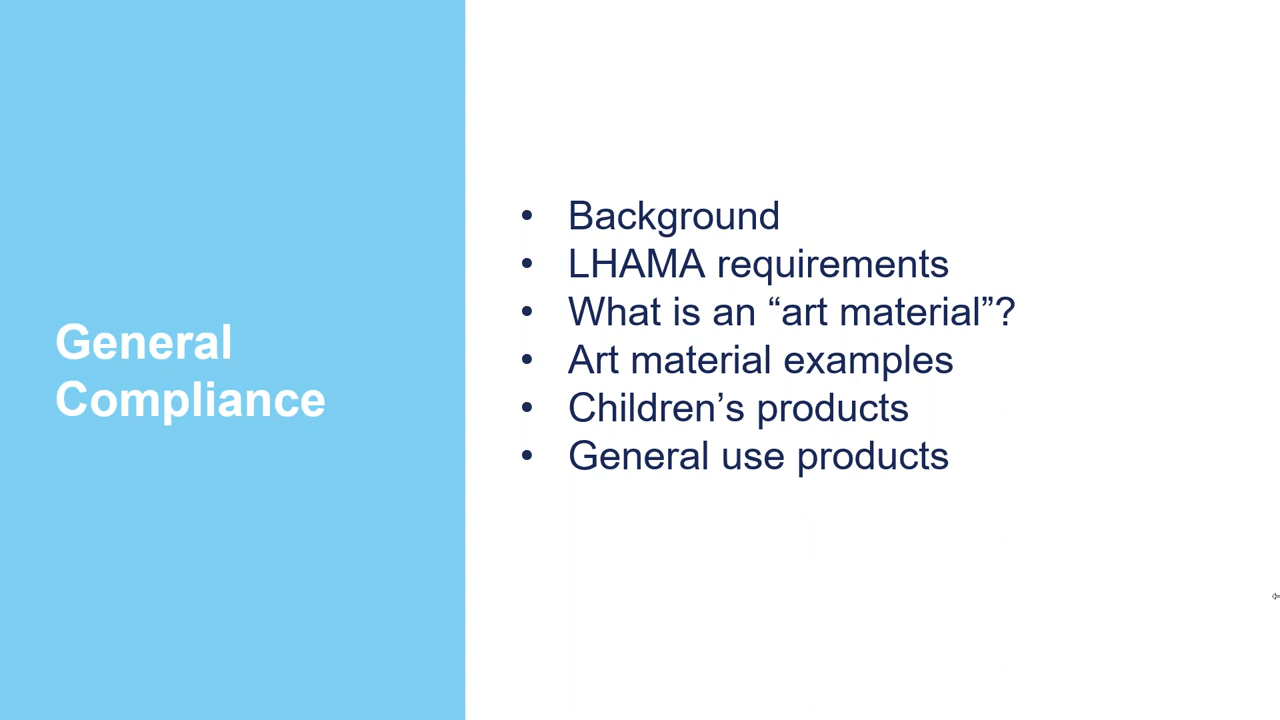 General
Compliance
• Background
• LHAMA requirements
• What is an “art material”?
• Art material examples
• Children’s products
• General use products